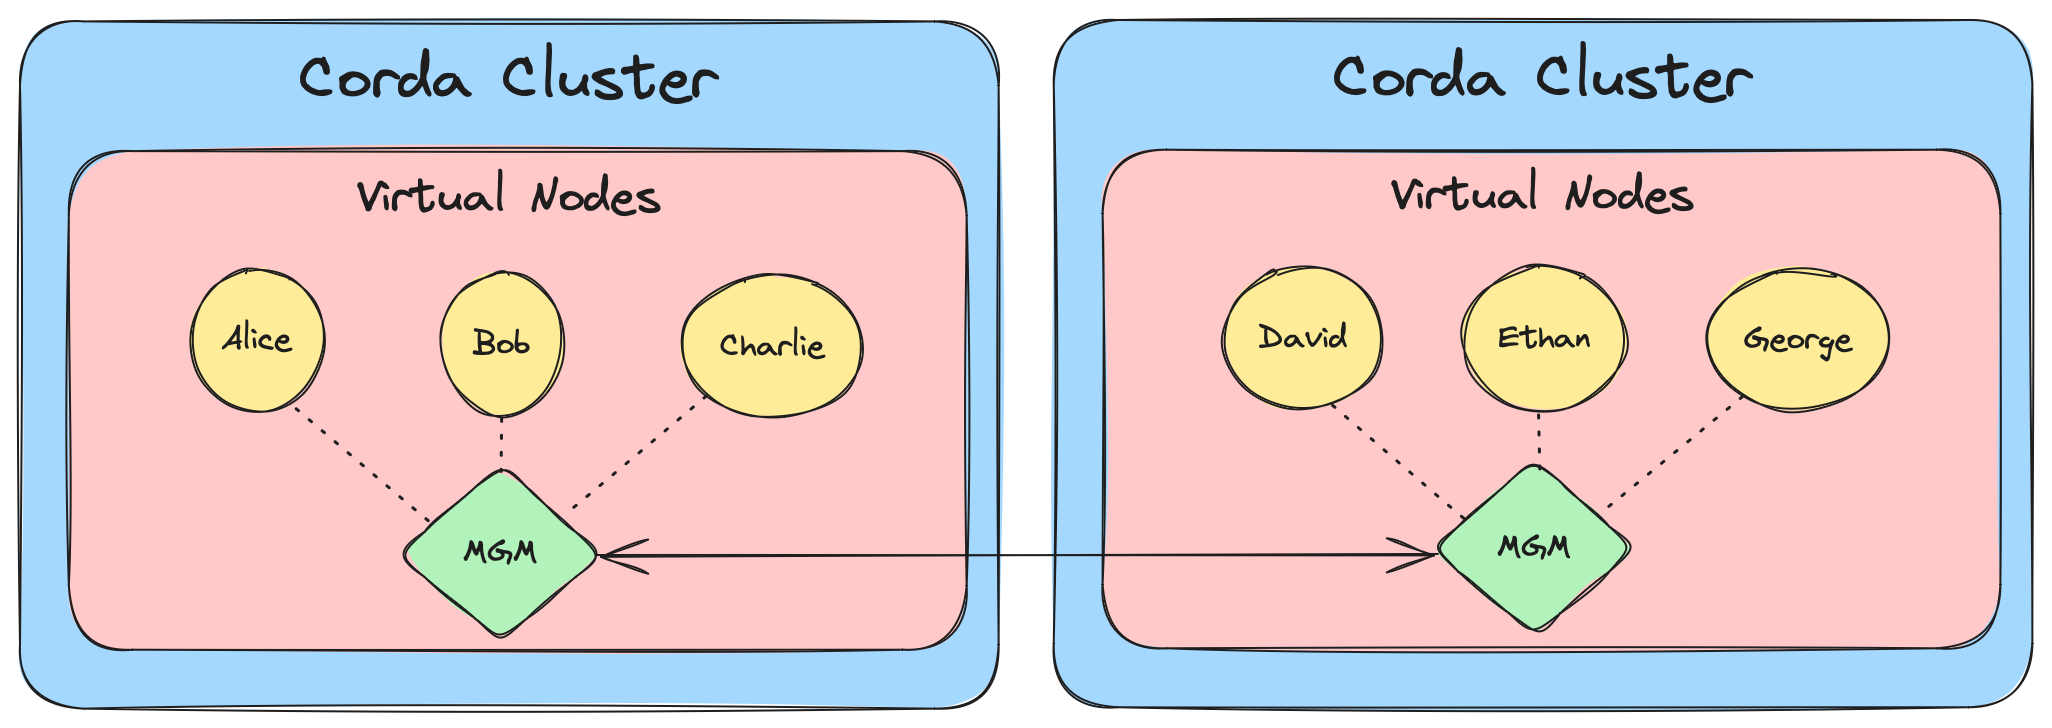 Corda Cluster
Virtual Nodes
Alice
Bob
Charlie
MGM
Corda Cluster
Virtual Nodes
David
Ethan
George
MGM